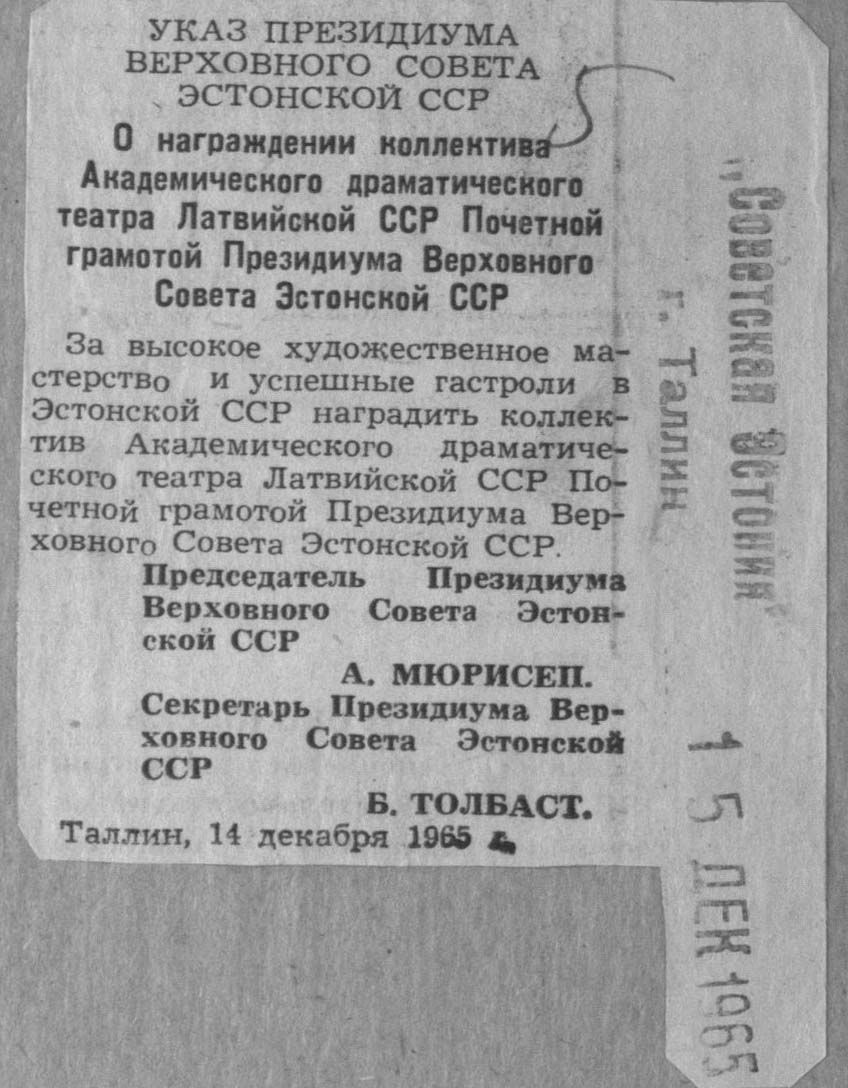 УКАЗ ПРЕЗИДИУМА
ВЕРХОВНОГО СОВЕТА
ЭСТОНСКОЙ ССР
О награждении коллектива
Академического драматического
театра Латвийской ССР Почетной
грамотой Президиума Верховного
Совета Эстонской ССР
За высокое художественное ма-
стерство и успешные гастроли в
Эстонской ССР наградить коллек-
тив Академического драматиче-
ского театра Латвийской ССР По-
четной грамотой Президиума Вер-
ховного Совета Эстонской ССР.
Председатель Президиума
Верховного Совета Эстон-
ской ССР
А. МЮРИСЕП.
Секретарь Президиума Вер-
ховного Совета Эстонской
ССР
Б. ТОЛБАСТ.
Таллин, 14 декабря 1965 г.
„Советская Эстония"
г. Таллин
15 ДЕК 1965